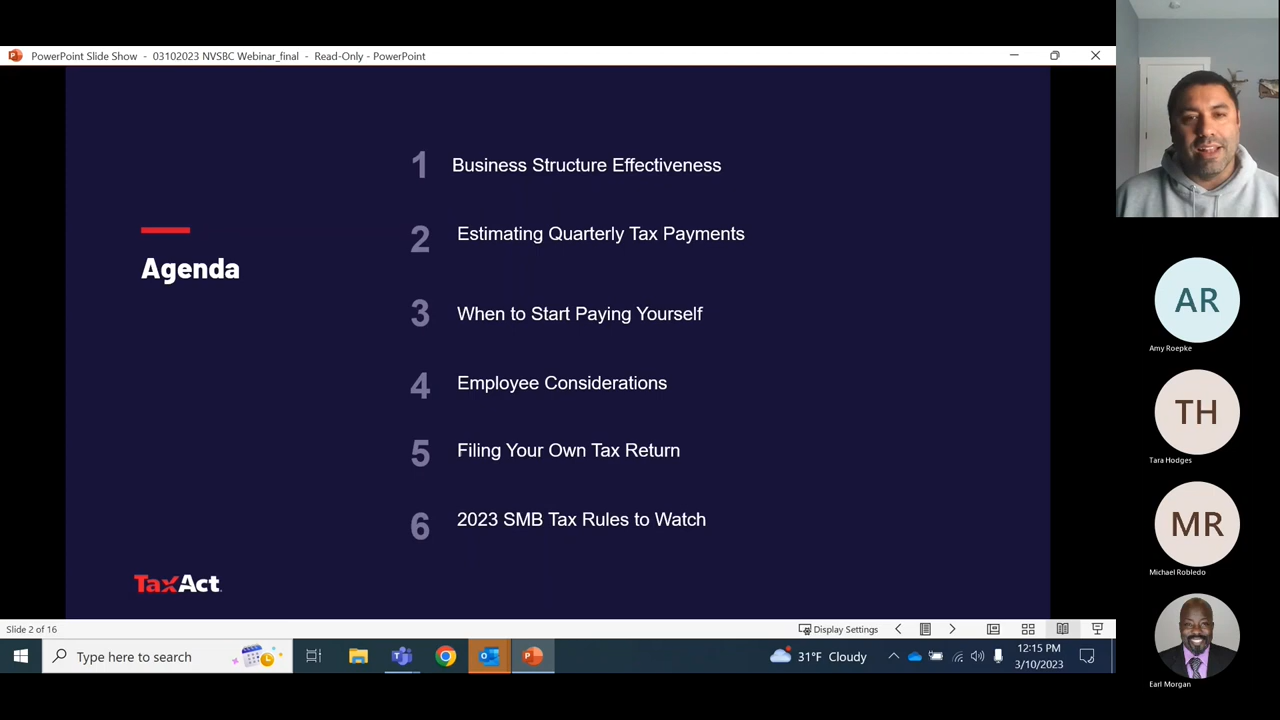 PowerPoint Slide Show - 03102023 NVSBC Webinar_final - Read-Only - PowerPoint
Agenda
1 Business Structure Effectiveness
2 Estimating Quarterly Tax Payments
3 When to Start Paying Yourself
4 Employee Considerations
5 Filing Your Own Tax Return
6 2023 SMB Tax Rules to Watch
TaxAct.
AR
Amy Roepke
TH
Tara Hodges
MR
Michael Robledo
Earl Morgan
Slide 2 of 16
Display Settings
Type here to search
31°F Cloudy
12:15 PM
3/10/2023